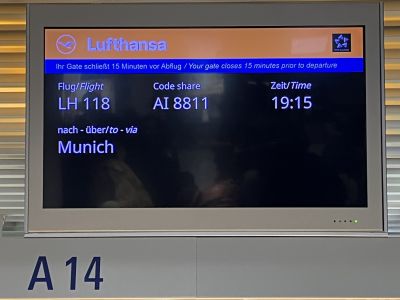 Lufthansa
Ihr Gate schließt 15 Minuten vor Abflug / Your gate closes 15 minutes prior to departure
Flug/Flight Code share Zeit/Time
LH 118 AI 8811 19:15
nach - über/to - via
Munich
A 14